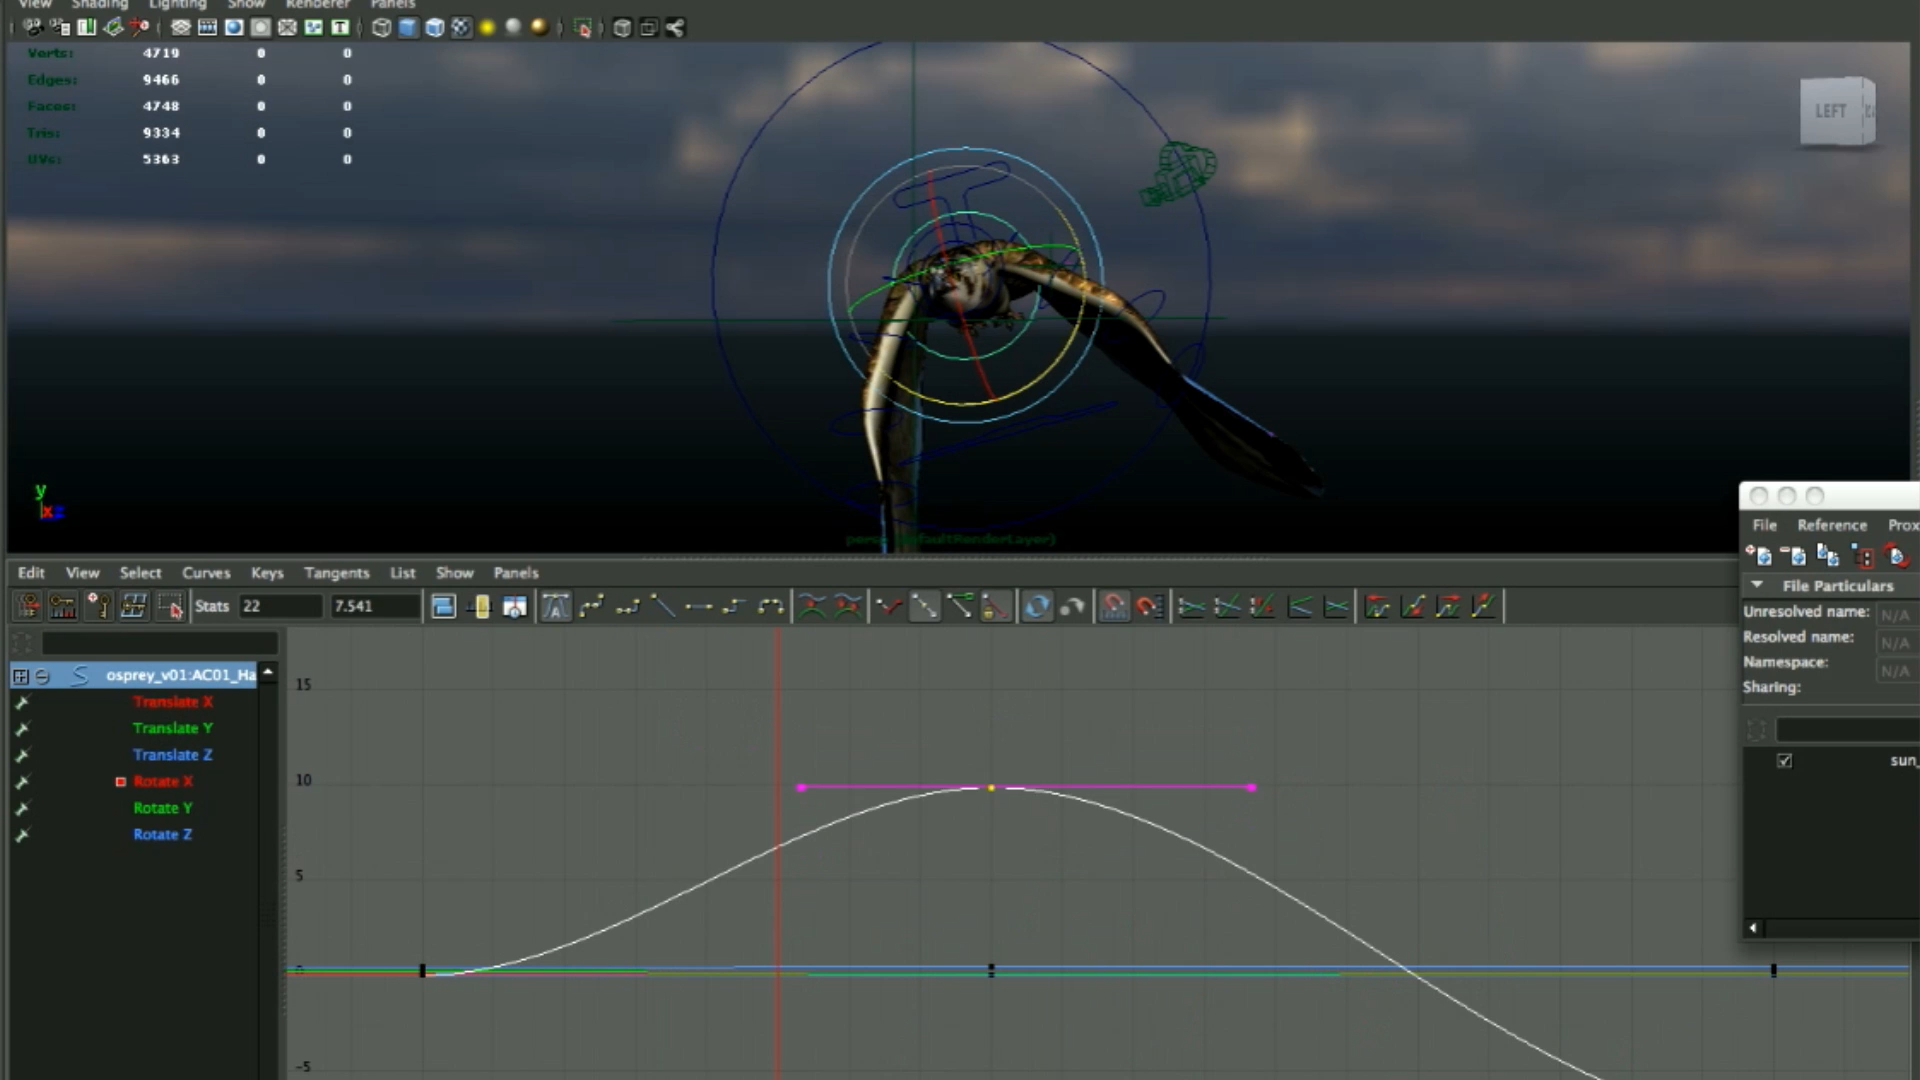 View Shading Lighting Show Renderer Panels
Verts: 4719 0 0
Edges: 9466 0 0
Faces: 4748 0 0
Tris: 9334 0 0
UVs: 5363 0 0
LEFT
y
x z
persp (defaultRenderLayer)
File Reference Prox
Edit View Select Curves Keys Tangents List Show Panels
Stats 22 7.541
File Particulars
Unresolved name: N/A
Resolved name: N/A
Namespace: N/A
Sharing:
osprey_v01:AC01_Ha
Translate X
Translate Y
Translate Z
Rotate X
Rotate Y
Rotate Z
15
10
5
0
-5
sun_